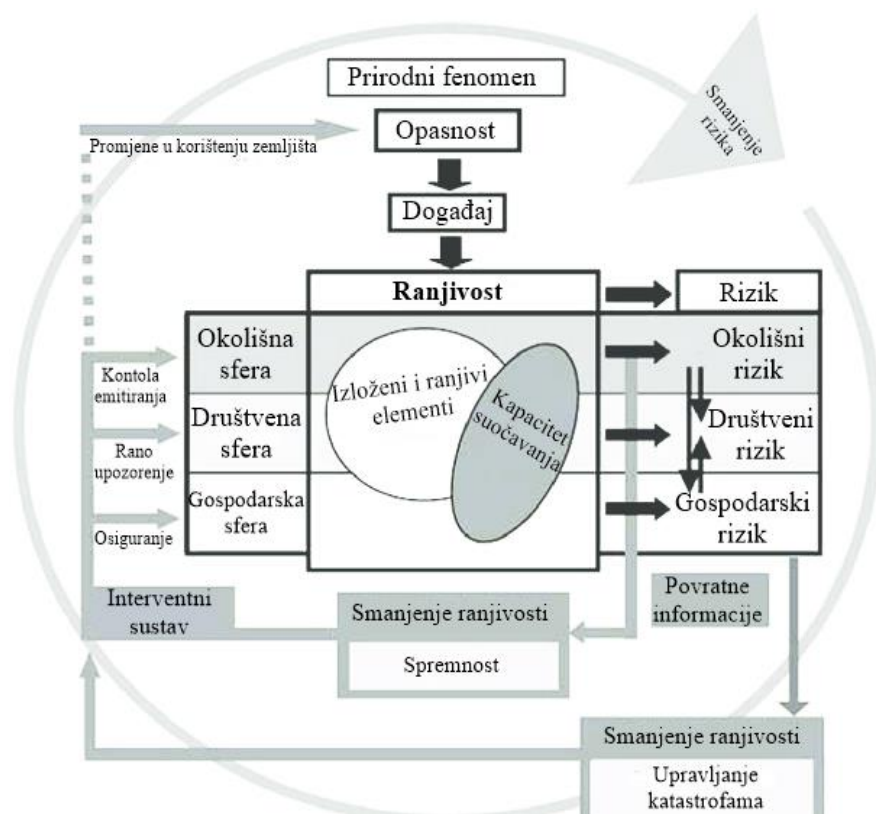 Prirodni fenomen
Smanjenje
rizika
Opasnost
Promjene u korištenju zemljišta
Događaj
Ranjivost
Rizik
Okolišna
sfera
Izloženi i ranjivi
elementi
Kapacitet
suočavanja
Okolišni
rizik
Kontola
emitiranja
Društvena
sfera
Društveni
rizik
Rano
upozorenje
Gospodarska
sfera
Gospodarski
rizik
Osiguranje
Interventni
sustav
Smanjenje ranjivosti
Spremnost
Povratne
informacije
Smanjenje ranjivosti
Upravljanje
katastrofama